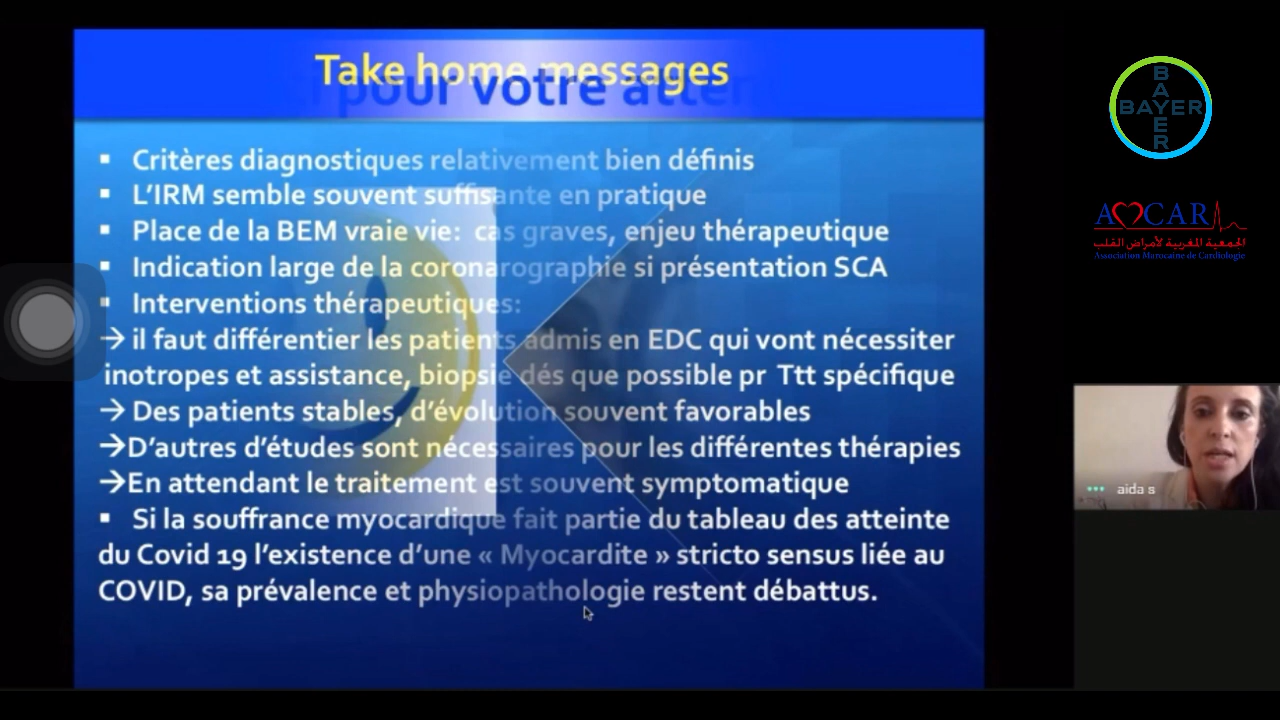 Take home messages
pour votre atten
▪ Critères diagnostiques relativement bien définis
▪ L'IRM semble souvent suffisante en pratique
▪ Place de la BEM vraie vie: cas graves, enjeu thérapeutique
▪ Indication large de la coronarographie si présentation SCA
▪ Interventions thérapeutiques:
→ il faut différentier les patients admis en EDC qui vont nécessiter
inotropes et assistance, biopsie dés que possible pr Ttt spécifique
→ Des patients stables, d'évolution souvent favorables
→D'autres d'études sont nécessaires pour les différentes thérapies
→En attendant le traitement est souvent symptomatique
▪ Si la souffrance myocardique fait partie du tableau des atteinte
du Covid 19 l'existence d'une « Myocardite » stricto sensus liée au
COVID, sa prévalence et physiopathologie restent débattus.
BAYER
BAYER
AMCAR
الجمعية المغربية لأمراض القلب
Association Marocaine de Cardiologie
aida s